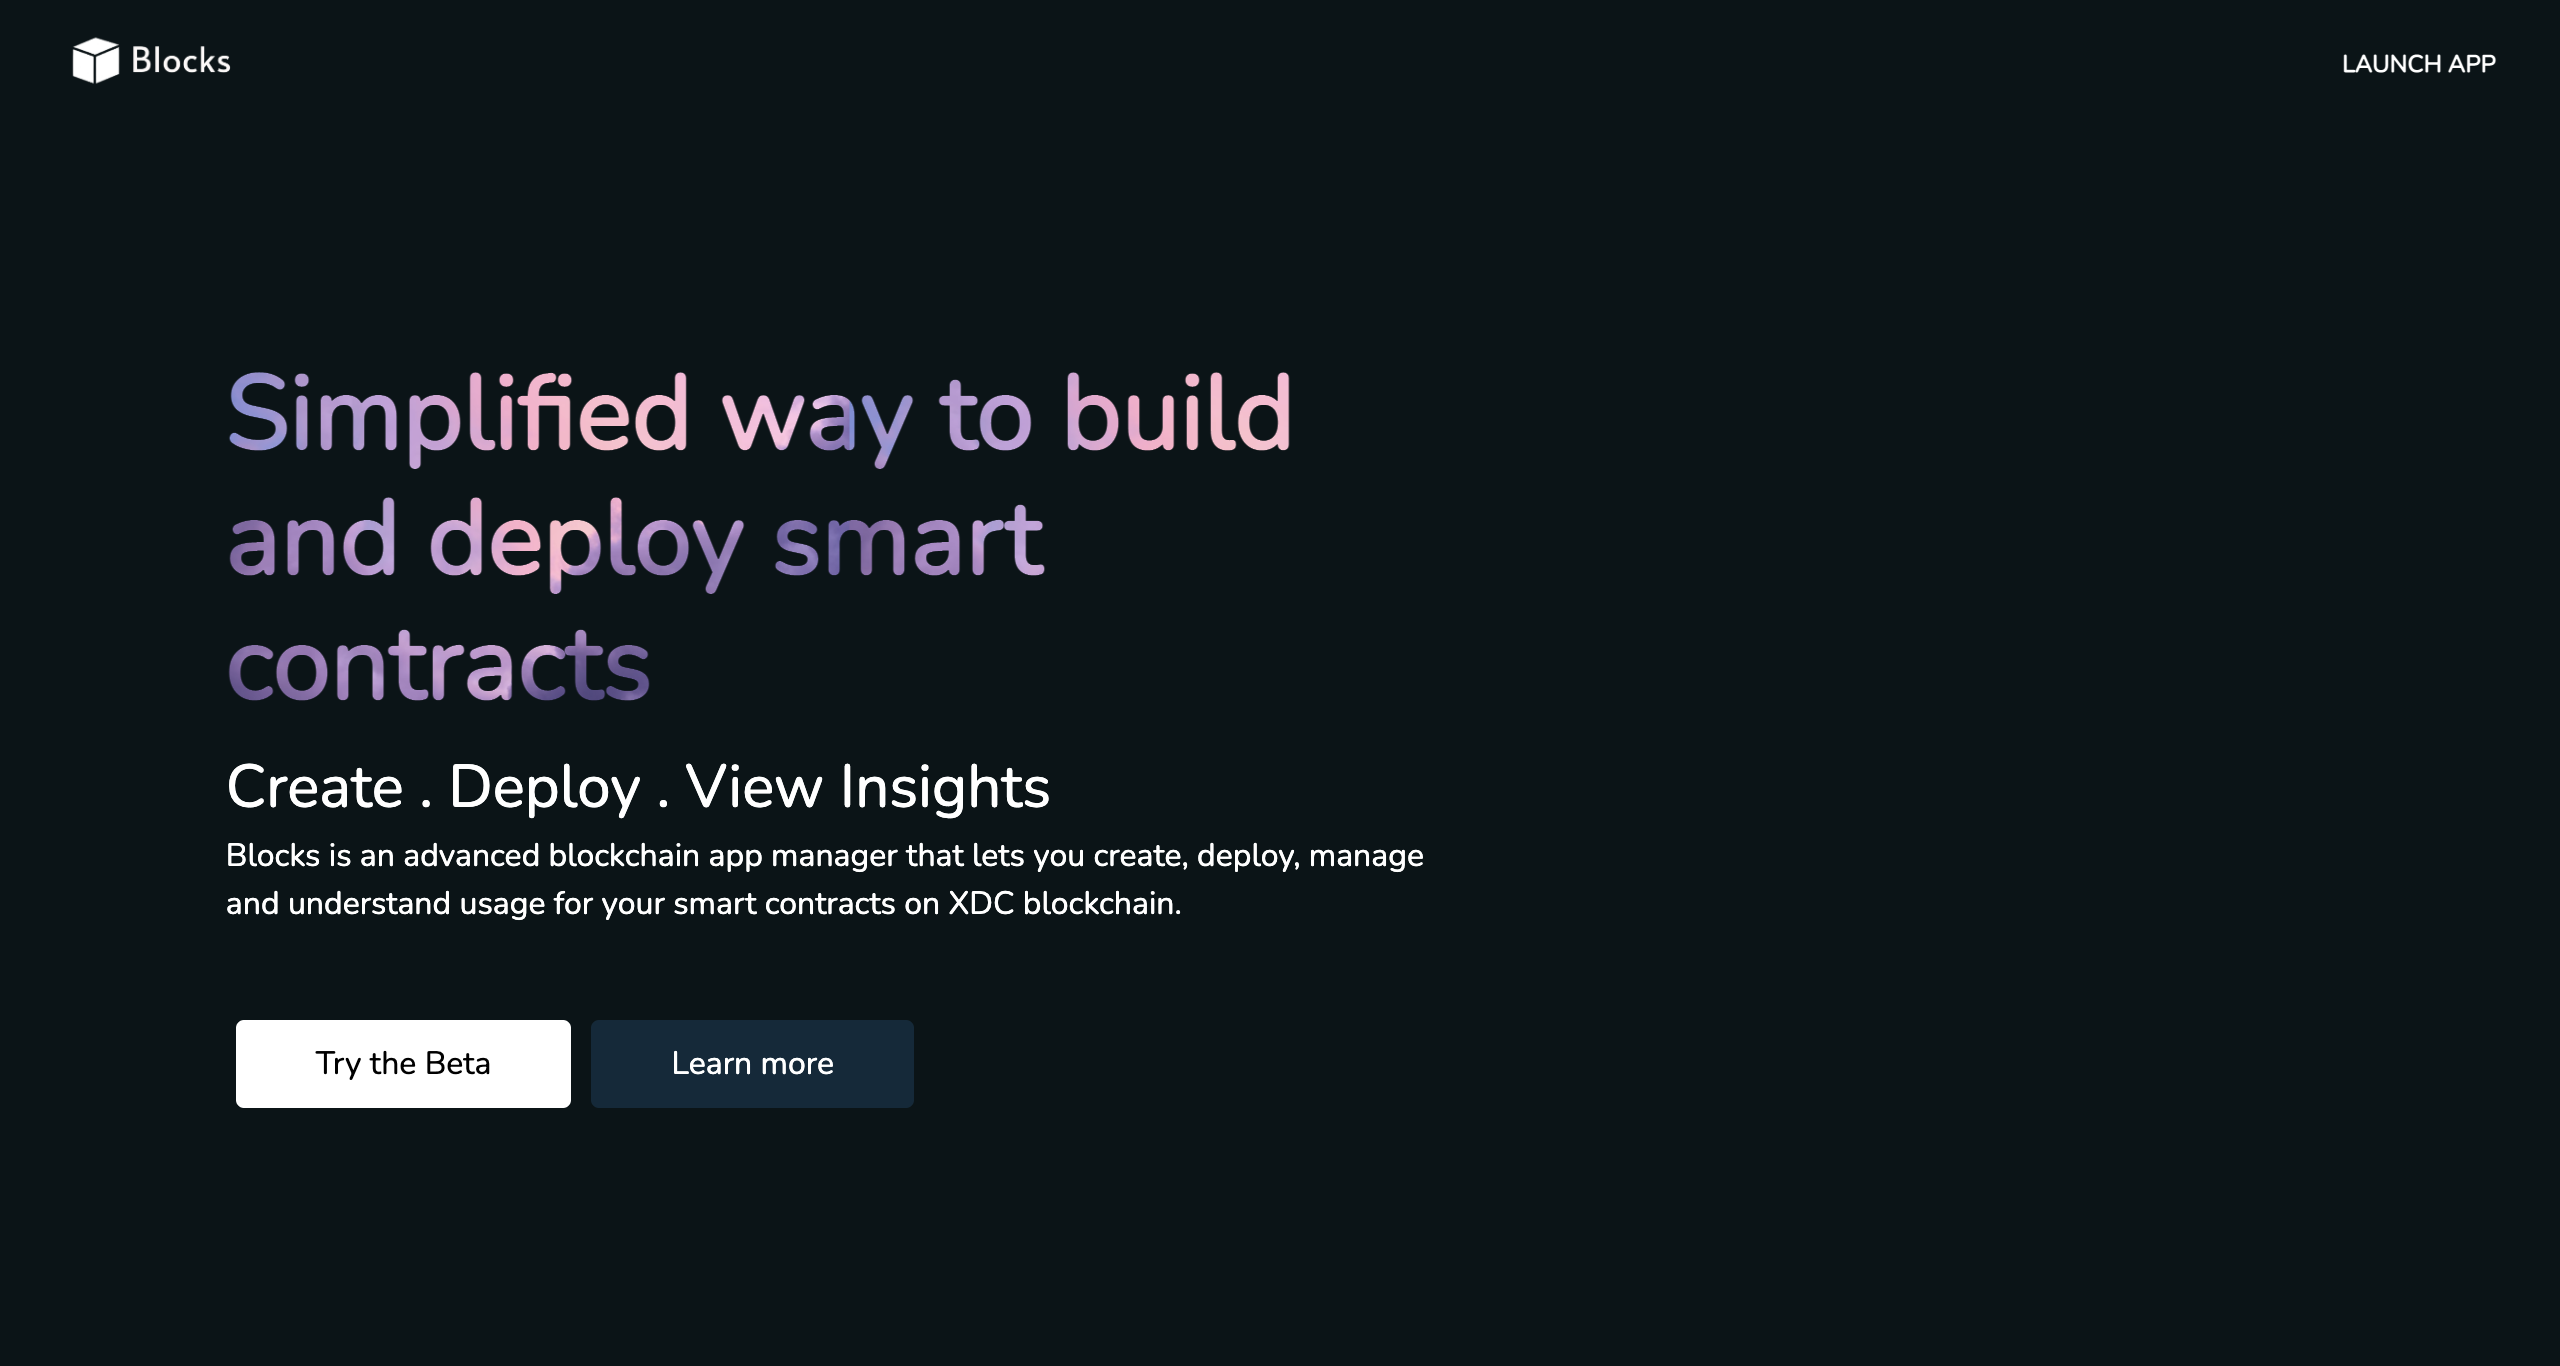 Blocks
LAUNCH APP
Simplified way to build
and deploy smart
contracts
Create . Deploy . View Insights
Blocks is an advanced blockchain app manager that lets you create, deploy, manage
and understand usage for your smart contracts on XDC blockchain.
Try the Beta
Learn more